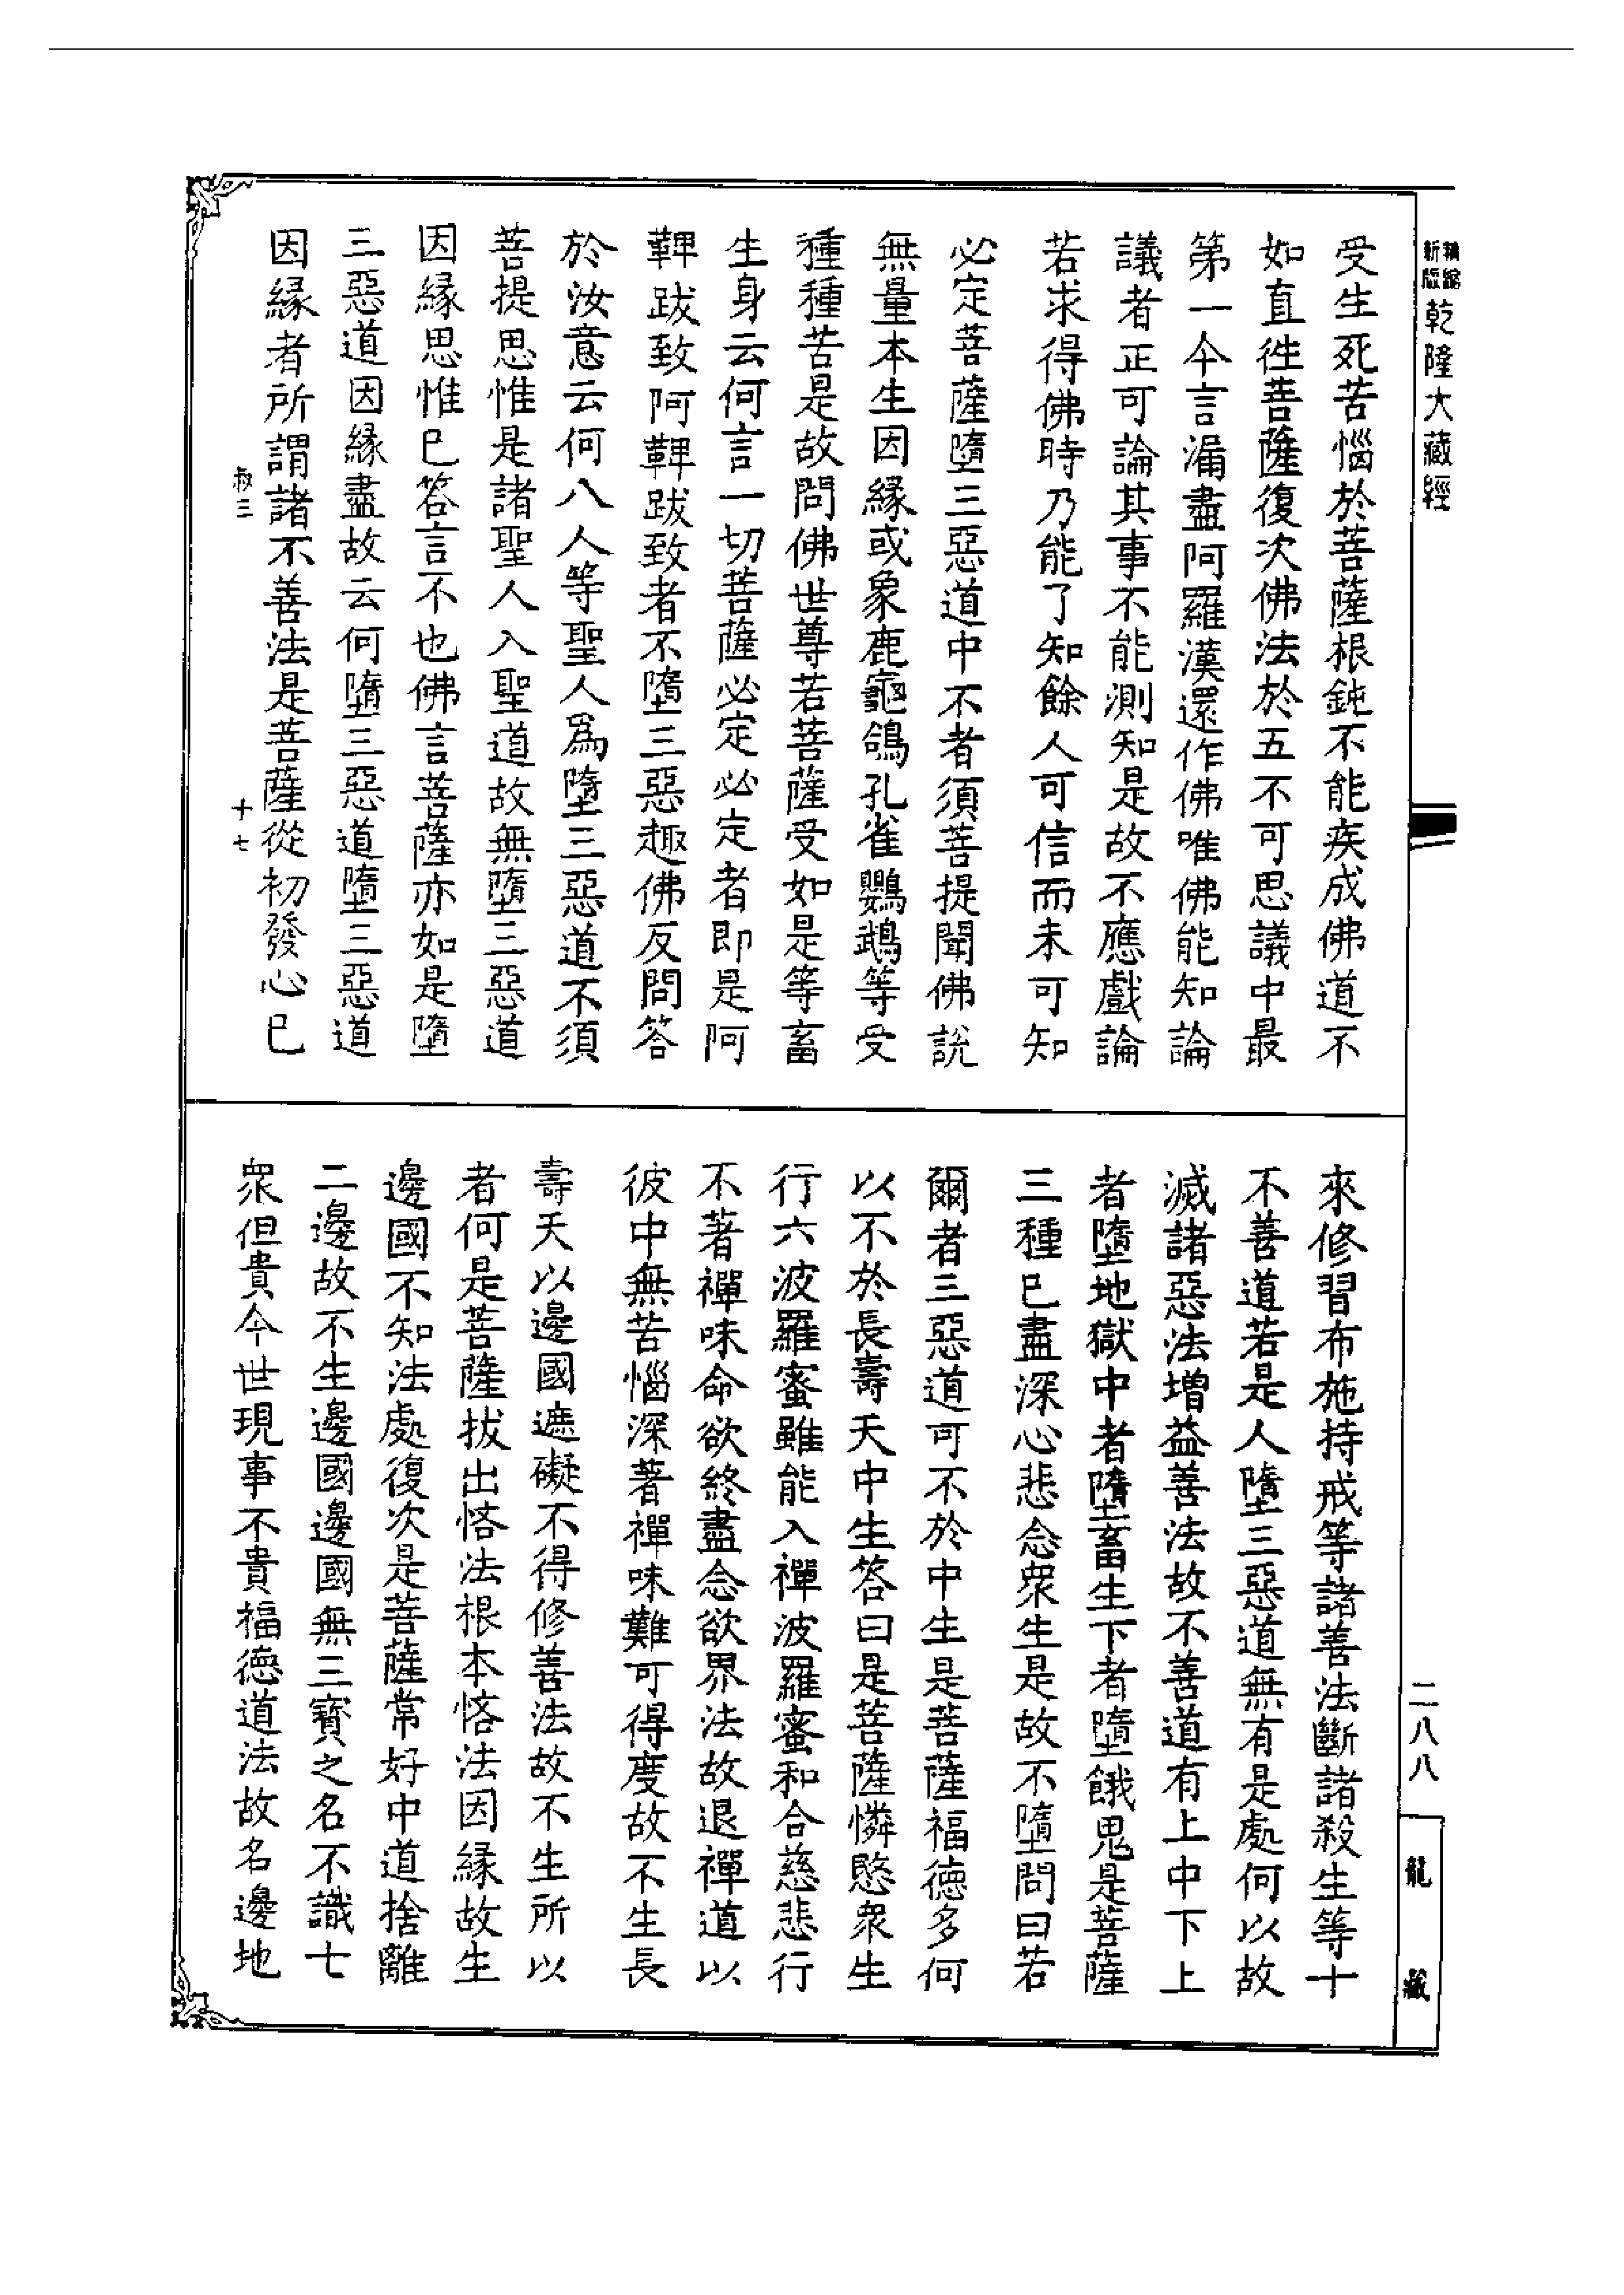 新版精縮乾隆大藏經
受生死苦惱於菩薩根鈍不能疾成佛道不
如直往菩薩復次佛法於五不可思議中最
第一今言漏盡阿羅漢還作佛唯佛能知論
議者正可論其事不能測知是故不應戲論
若求得佛時乃能了知餘人可信而未可知
必定菩薩墮三惡道中不者須菩提聞佛說
無量本生因緣或象鹿龜鴿孔雀鸚鵡等受
種種苦是故問佛世尊若菩薩受如是等畜
生身云何言一切菩薩必定必定者即是阿
鞞跋致阿鞞跋致者不墮三惡趣佛反問答
於汝意云何八人等聖人為墮三惡道不須
菩提思惟是諸聖人入聖道故無墮三惡道
因緣思惟已答言不也佛言菩薩亦如是墮
三惡道因緣盡故云何墮三惡道墮三惡道
因緣者所謂諸不善法是菩薩從初發心已
叔三 十七
來修習布施持戒等諸善法斷諸殺生等十
不善道若是人墮三惡道無有是處何以故
滅諸惡法增益善法故不善道有上中下上
者墮地獄中者墮畜生下者墮餓鬼是菩薩
三種已盡深心悲念眾生是故不墮問曰若
爾者三惡道可不於中生是菩薩福德多何
以不於長壽天中生答曰是菩薩憐愍眾生
行六波羅蜜雖能入禪波羅蜜和合慈悲行
不著禪味命欲終盡念欲界法故退禪道以
彼中無苦惱深著禪味難可得度故不生長
壽天以邊國遮礙不得修善法故不生所以
者何是菩薩拔出悋法根本悋法因緣故生
邊國不知法處復次是菩薩常好中道捨離
二邊故不生邊國邊國無三寶之名不識七
眾但貴今世現事不貴福德道法故名邊地
二八八
龍藏